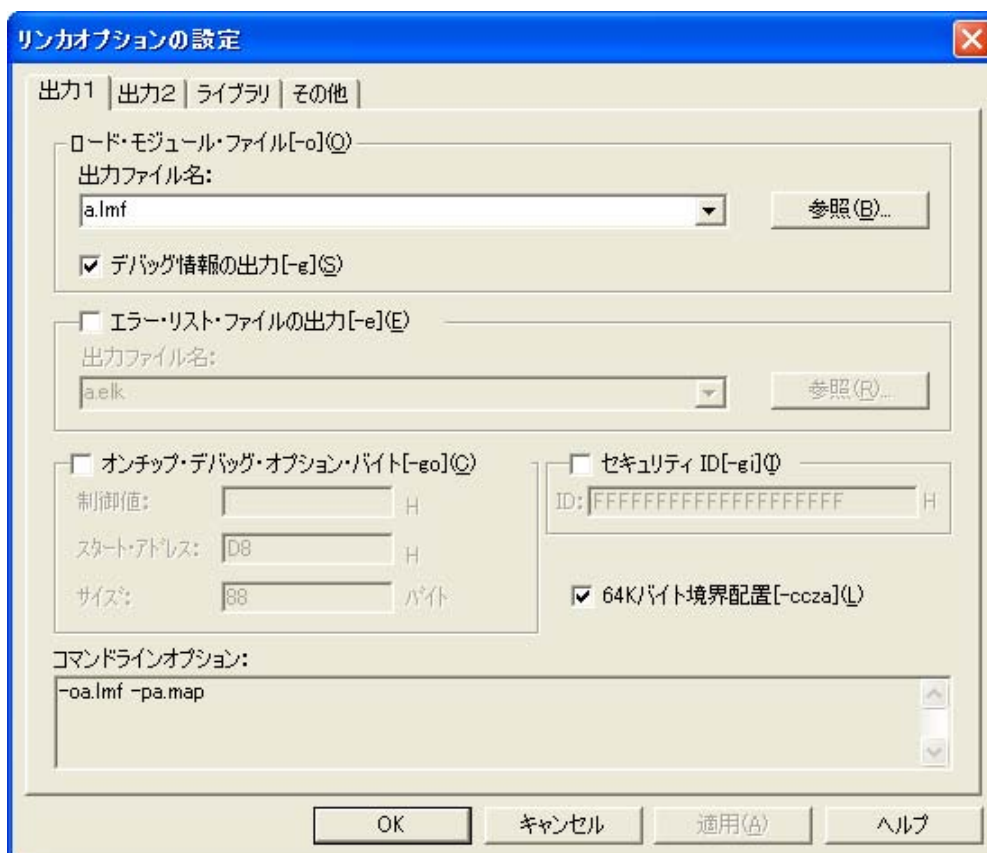 リンカオプションの設定
出力1 出力2 ライブラリ その他
ロード・モジュール・ファイル[-o](O)
出力ファイル名:
a.lmf
参照(B)...
デバッグ情報の出力[-g](S)
エラー・リスト・ファイルの出力[-e](E)
出力ファイル名:
a.elk
参照(R)...
オンチップ・デバッグ・オプション・バイト[-go](C)
制御値: H
スタート・アドレス: D8 H
サイズ: 88 バイト
セキュリティ ID[-gi](I)
ID: FFFFFFFFFFFFFFFFFFFF H
64Kバイト境界配置[-ccza](L)
コマンドラインオプション:
-oa.lmf -pa.map
OK キャンセル 適用(A) ヘルプ